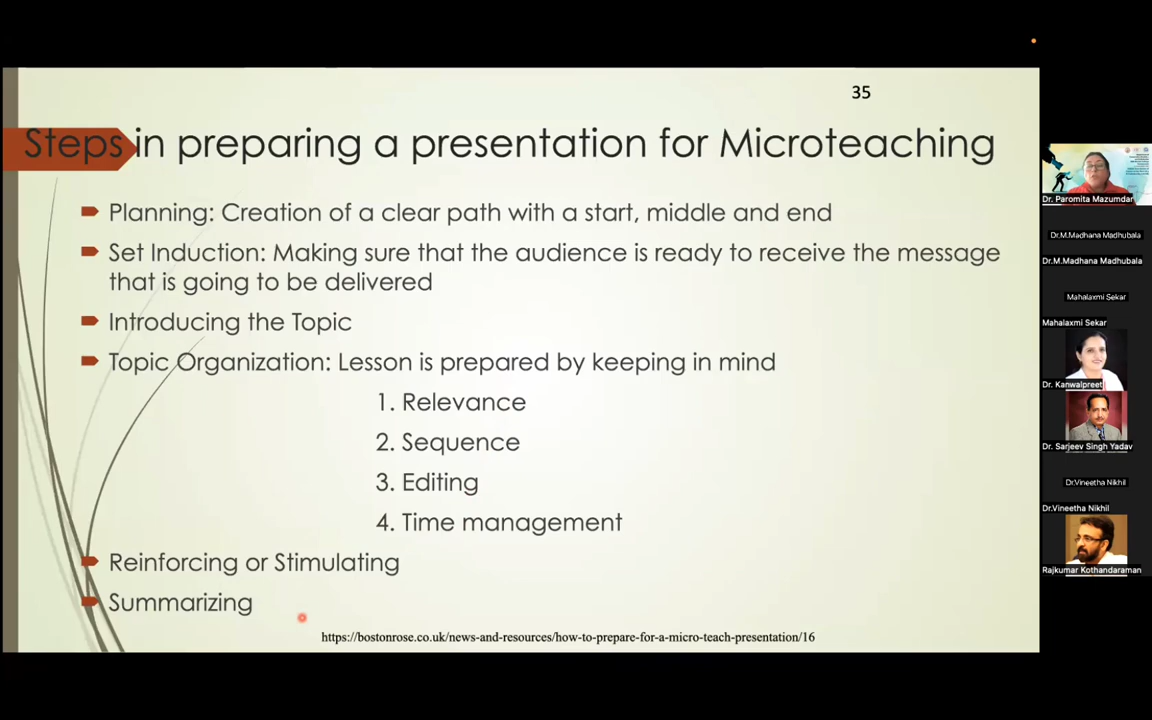 35
Steps in preparing a presentation for Microteaching
Planning: Creation of a clear path with a start, middle and end
Set Induction: Making sure that the audience is ready to receive the message
that is going to be delivered
Introducing the Topic
Topic Organization: Lesson is prepared by keeping in mind
1. Relevance
2. Sequence
3. Editing
4. Time management
Reinforcing or Stimulating
Summarizing
https://bostonrose.co.uk/news-and-resources/how-to-prepare-for-a-micro-teach-presentation/16
Dr. Paromita Mazumdar
Dr.M.Madhana Madhubala
Dr.M.Madhana Madhubala
Mahalaxmi Sekar
Mahalaxmi Sekar
Dr. Kanwalpreet
Dr. Sarjeev Singh Yadav
Dr.Vineetha Nikhil
Dr.Vineetha Nikhil
Rajkumar Kothandaraman